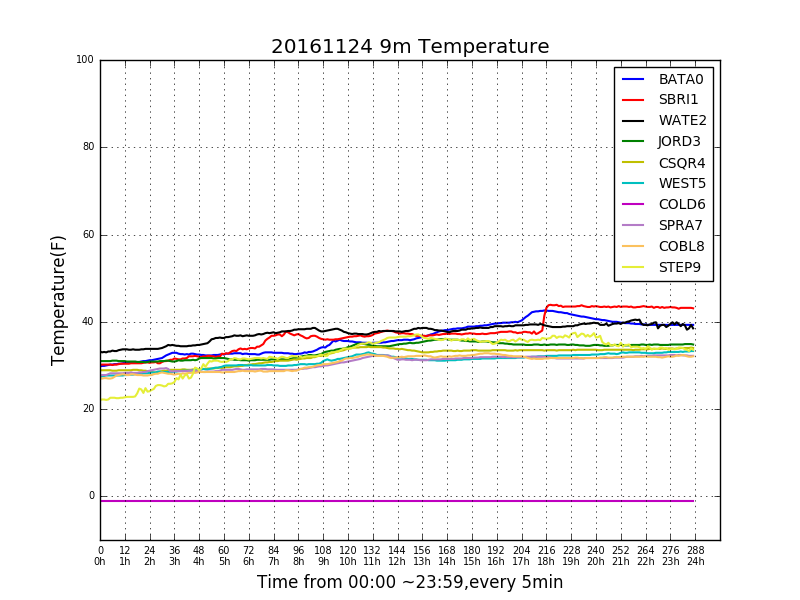 20161124 9m Temperature
100
80
60
40
20
0
Temperature(F)
BATA0
SBRI1
WATE2
JORD3
CSQR4
WEST5
COLD6
SPRA7
COBL8
STEP9
0 12 24 36 48 60 72 84 96 108 120 132 144 156 168 180 192 204 216 228 240 252 264 276 288
0h 1h 2h 3h 4h 5h 6h 7h 8h 9h 10h 11h 12h 13h 14h 15h 16h 17h 18h 19h 20h 21h 22h 23h 24h
Time from 00:00 ~23:59,every 5min